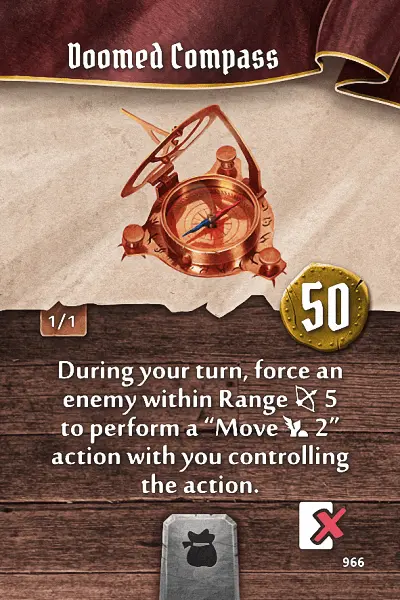 Doomed Compass
1/1
50
During your turn, force an
enemy within Range 5
to perform a “Move 2”
action with you controlling
the action.
966